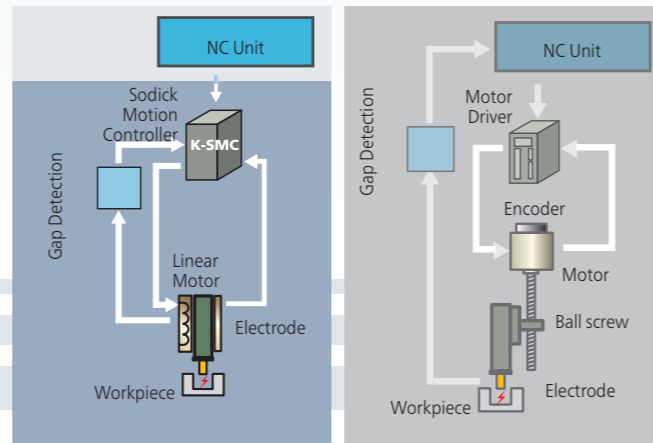 NC Unit
Sodick
Motion
Controller
K-SMC
Gap Detection
Linear
Motor
Electrode
Workpiece
NC Unit
Motor
Driver
Gap Detection
Encoder
Motor
Ball screw
Electrode
Workpiece